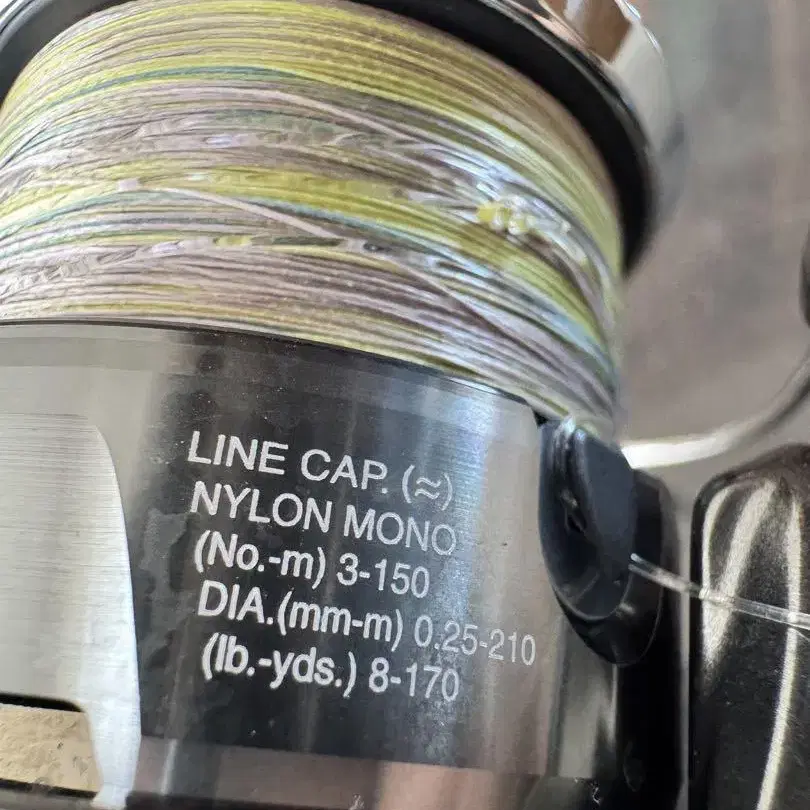 LINE CAP. (≈)
NYLON MONO
(No.-m) 3-150
DIA.(mm-m) 0.25-210
(lb.-yds.) 8-170